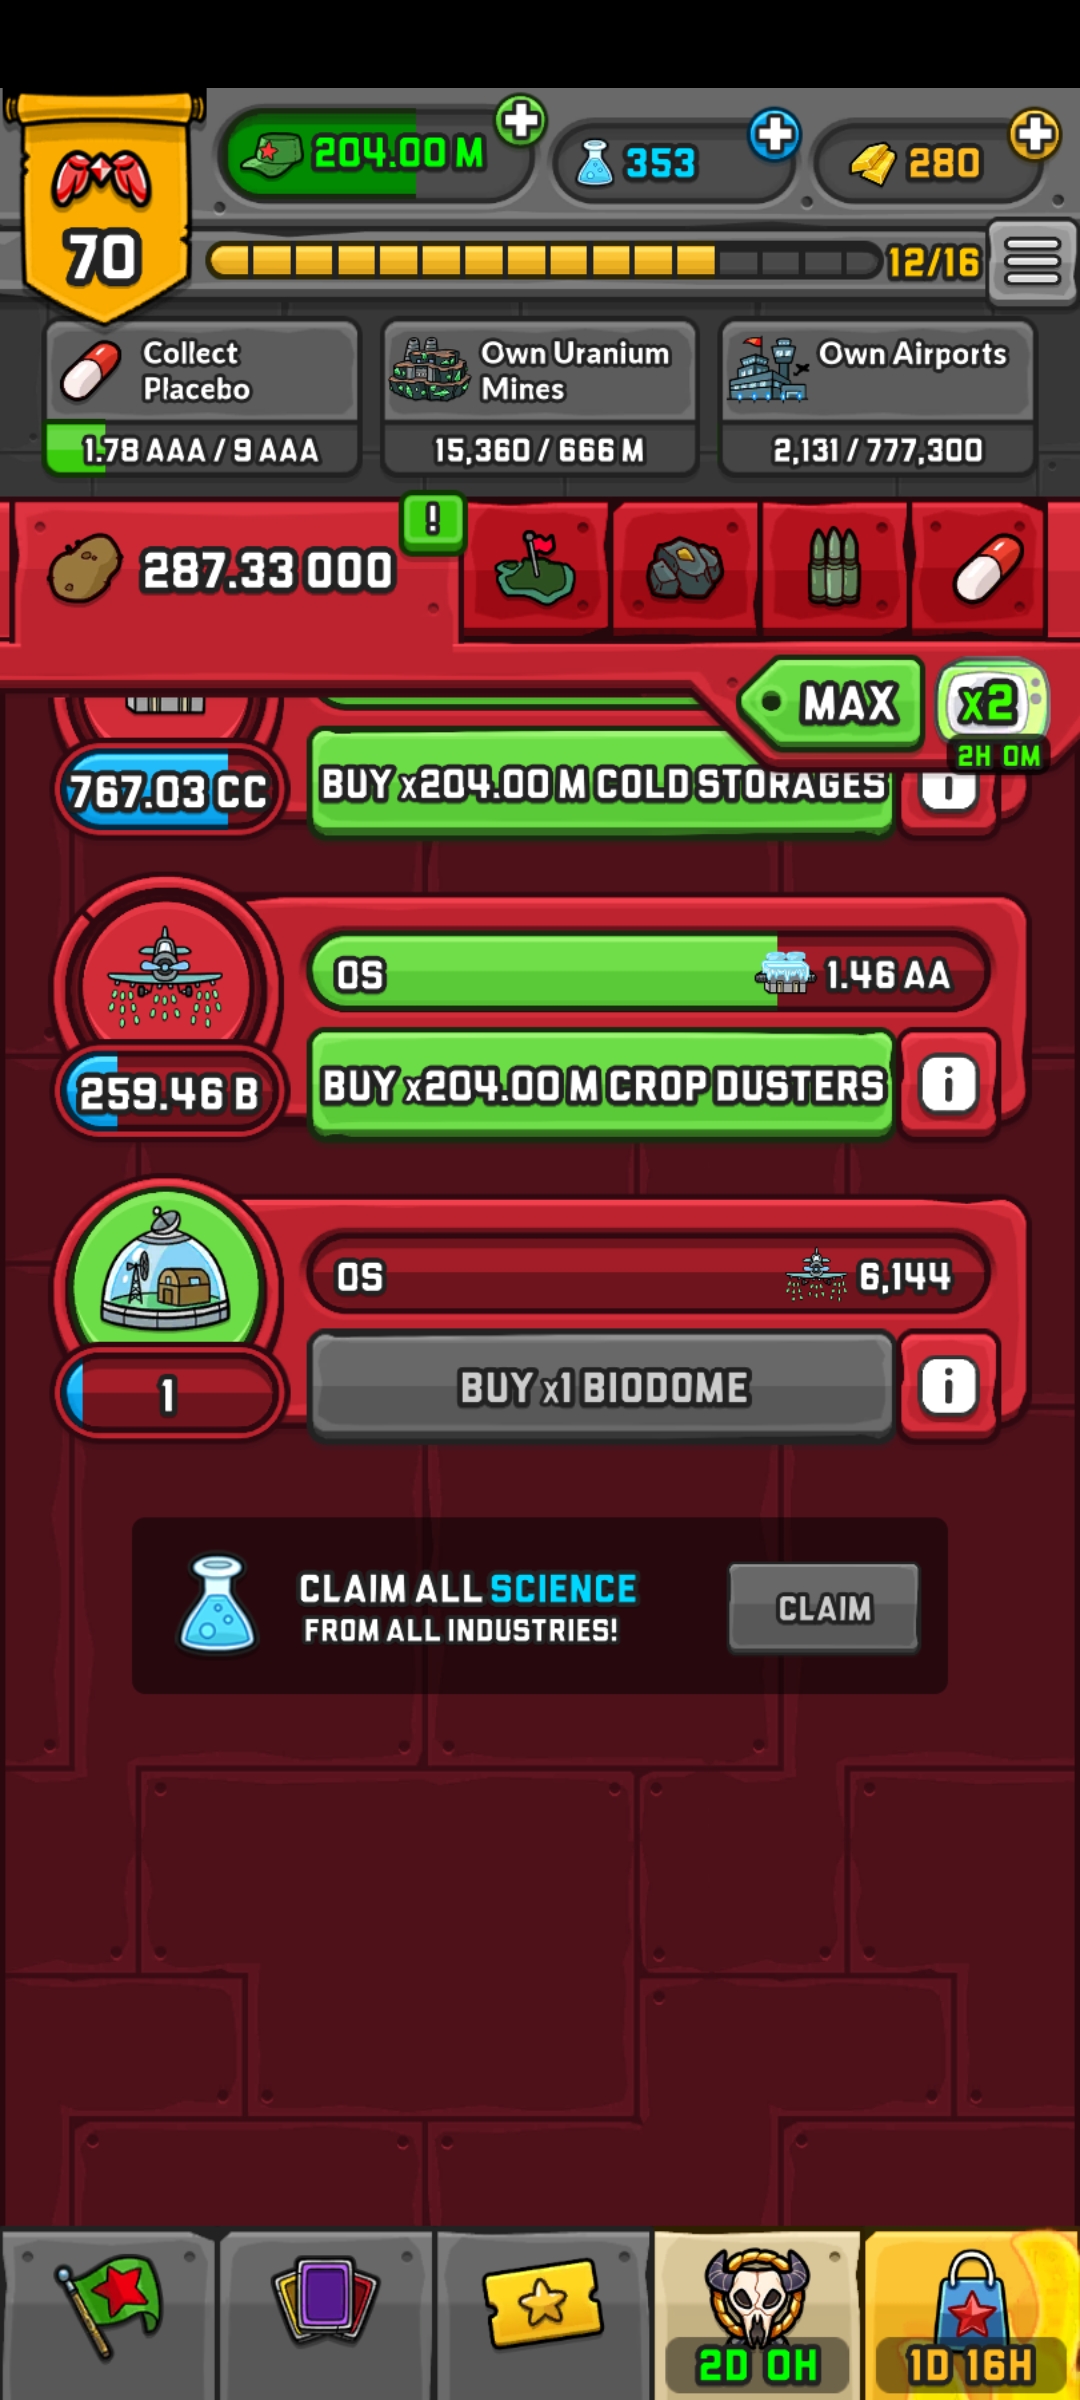 204.00 M
353
280
70
12/16
Collect
Placebo
1.78 AAA / 9 AAA
Own Uranium
Mines
15,360 / 666 M
Own Airports
2,131 / 777,300
287.33 OOO
!
MAX
x2
2H 0M
767.03 CC
BUY x204.00 M COLD STORAGES
i
0S
1.46 AA
259.46 B
BUY x204.00 M CROP DUSTERS
i
0S
6,144
1
BUY x1 BIODOME
i
CLAIM ALL SCIENCE
FROM ALL INDUSTRIES!
CLAIM
2D 0H
1D 16H